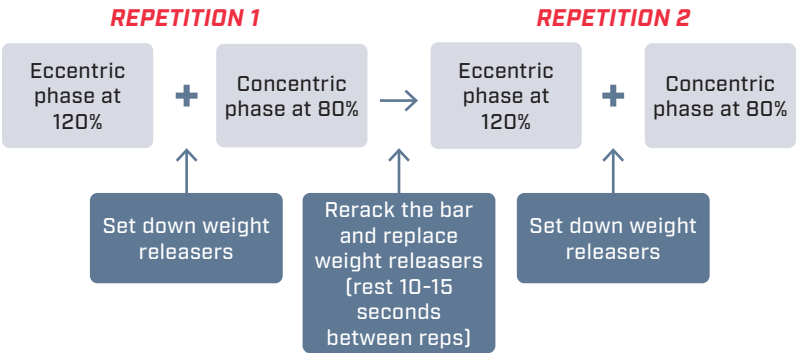 REPETITION 1
REPETITION 2
Eccentric
phase at
120%
+
Concentric
phase at 80%
Eccentric
phase at
120%
+
Concentric
phase at 80%
Set down weight
releasers
Rerack the bar
and replace
weight releasers
(rest 10-15
seconds
between reps)
Set down weight
releasers